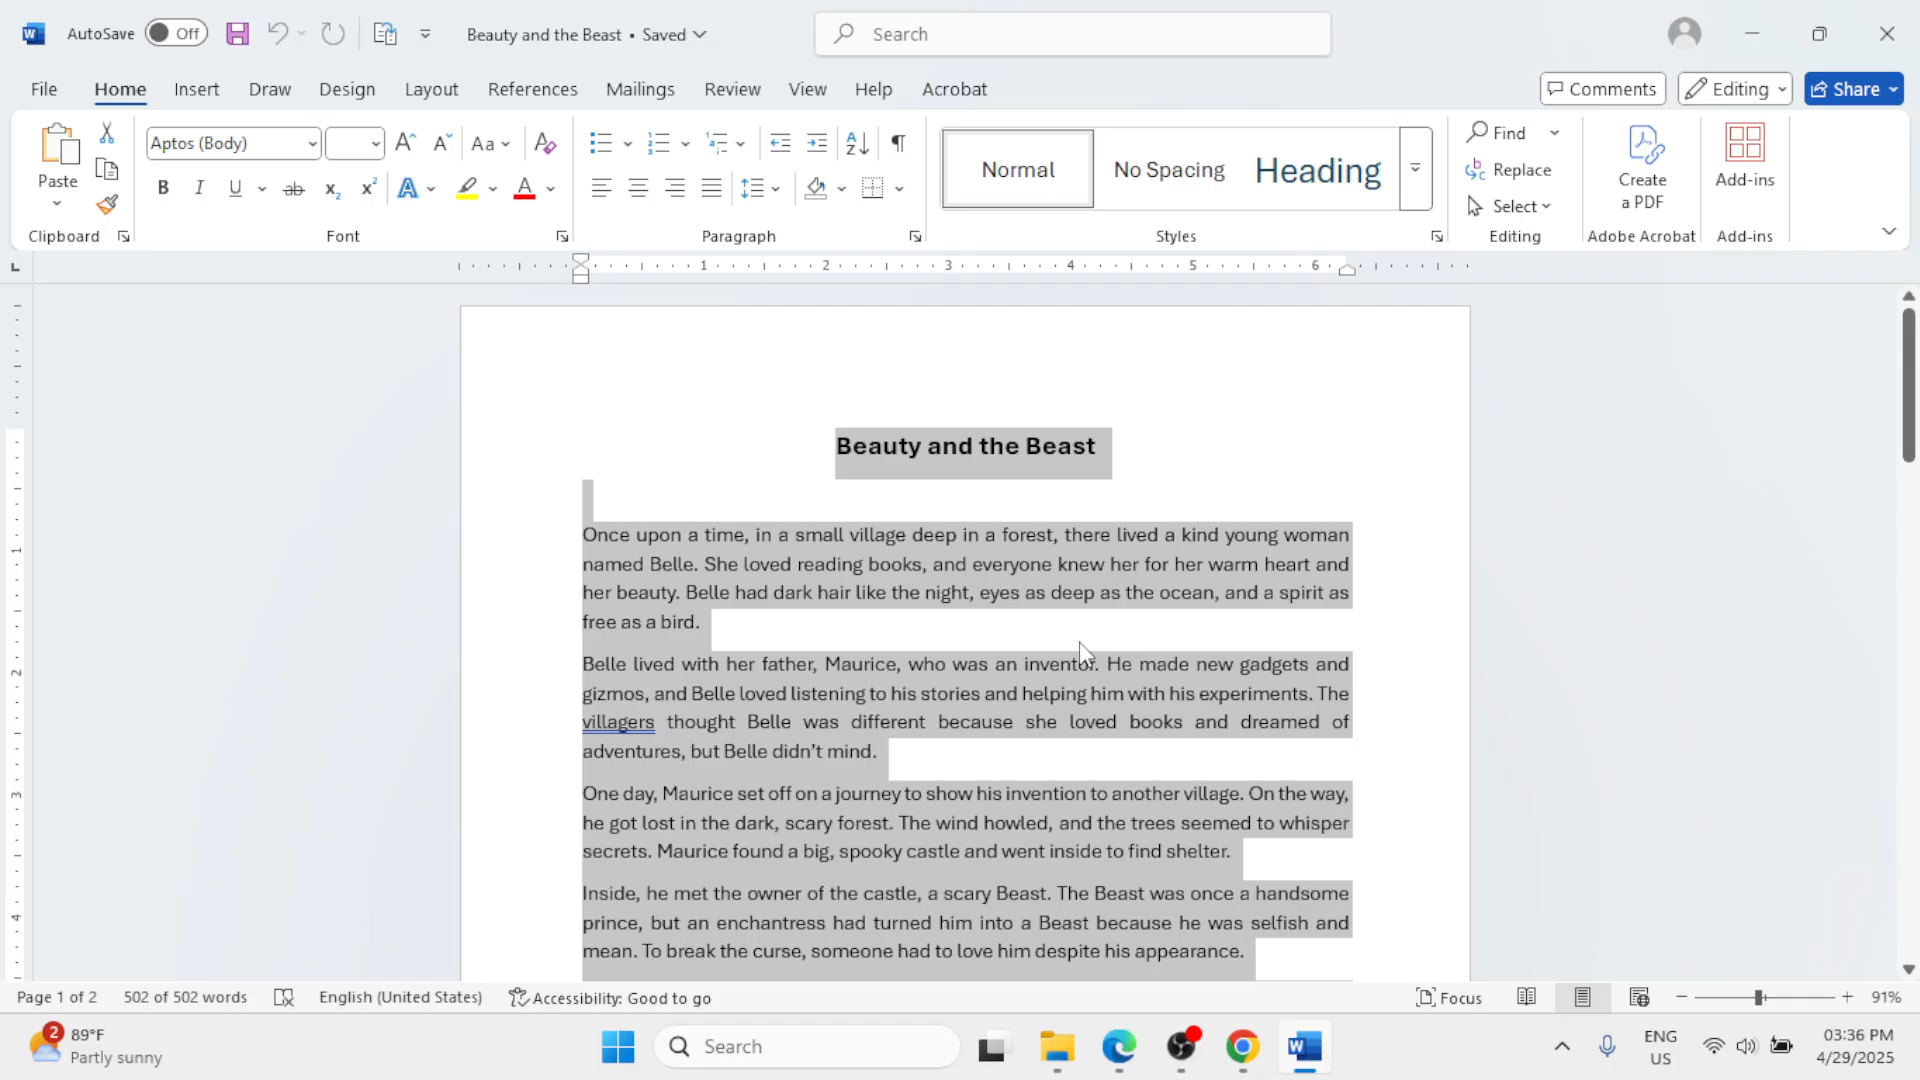 AutoSave Off Beauty and the Beast • Saved Search
File Home Insert Draw Design Layout References Mailings Review View Help Acrobat Comments Editing Share
Paste Aptos (Body) Aa Normal No Spacing Heading Find Replace Select Create a PDF Add-ins
Clipboard Font Paragraph Styles Editing Adobe Acrobat Add-ins
1 2 3 4 5 6
Beauty and the Beast
Once upon a time, in a small village deep in a forest, there lived a kind young woman
named Belle. She loved reading books, and everyone knew her for her warm heart and
her beauty. Belle had dark hair like the night, eyes as deep as the ocean, and a spirit as
free as a bird.
Belle lived with her father, Maurice, who was an inventor. He made new gadgets and
gizmos, and Belle loved listening to his stories and helping him with his experiments. The
villagers thought Belle was different because she loved books and dreamed of
adventures, but Belle didn’t mind.
One day, Maurice set off on a journey to show his invention to another village. On the way,
he got lost in the dark, scary forest. The wind howled, and the trees seemed to whisper
secrets. Maurice found a big, spooky castle and went inside to find shelter.
Inside, he met the owner of the castle, a scary Beast. The Beast was once a handsome
prince, but an enchantress had turned him into a Beast because he was selfish and
mean. To break the curse, someone had to love him despite his appearance.
1
2
3
4
Page 1 of 2 502 of 502 words English (United States) Accessibility: Good to go Focus 91%
2 89°F
Partly sunny
Search
ENG
US
03:36 PM
4/29/2025